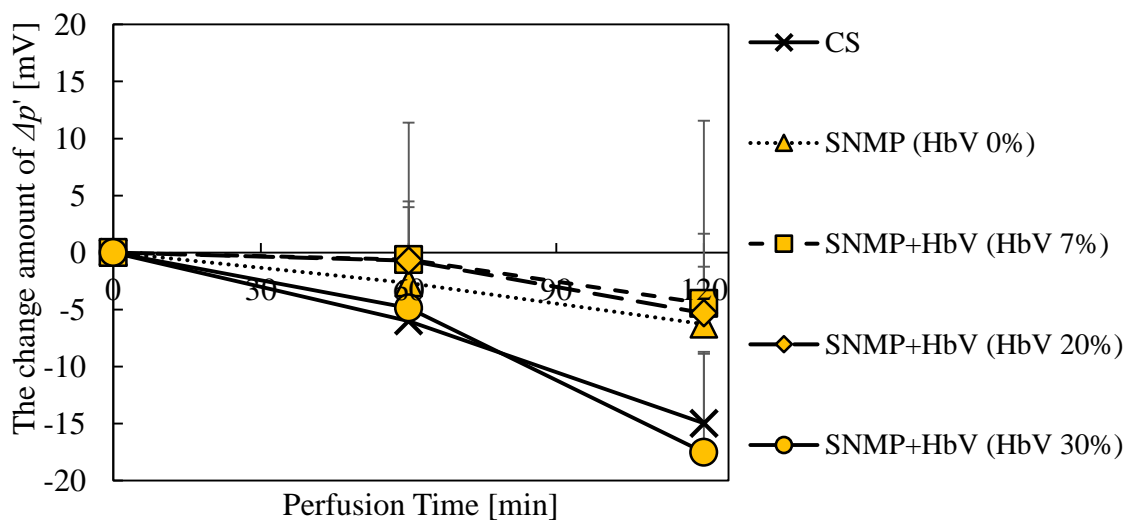 The change amount of Δp' [mV]
20
15
10
5
0
-5
-10
-15
-20
0
30
60
90
120
Perfusion Time [min]
CS
SNMP (HbV 0%)
SNMP+HbV (HbV 7%)
SNMP+HbV (HbV 20%)
SNMP+HbV (HbV 30%)